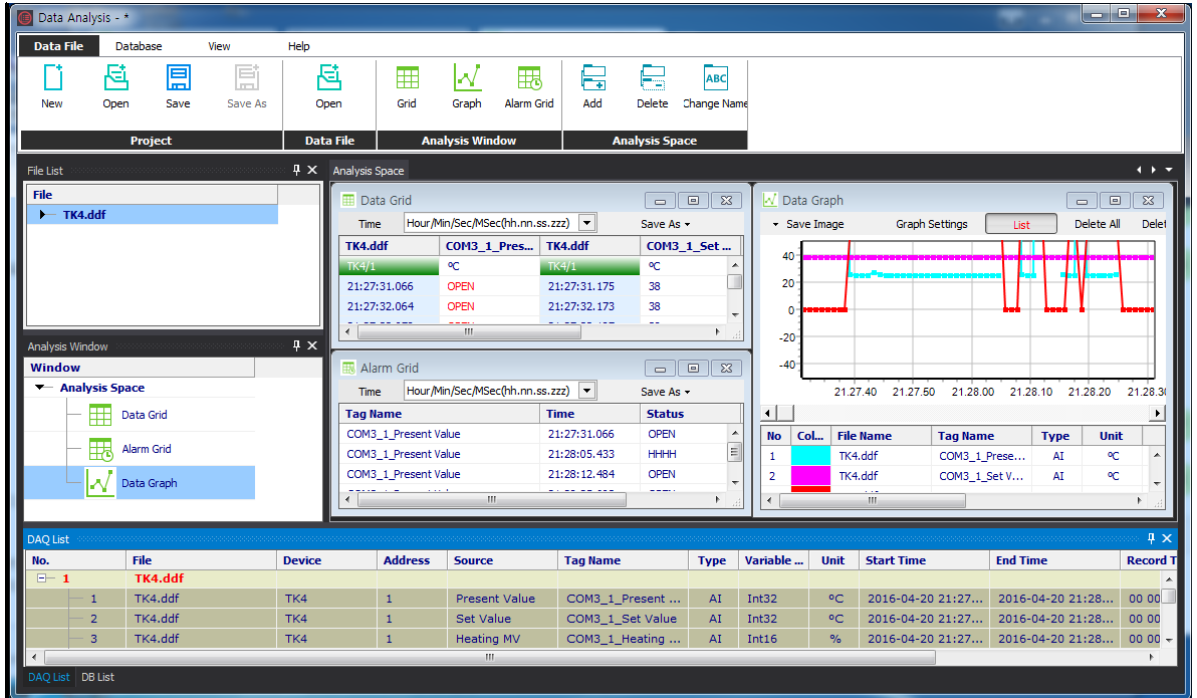 Data Analysis - *
Data File Database View Help
New Open Save Save As Open Grid Graph Alarm Grid Add Delete Change Name
ABC
Project Data File Analysis Window Analysis Space
File List
File
TK4.ddf
Analysis Window
Window
Analysis Space
Data Grid
Alarm Grid
Data Graph
Analysis Space
Data Grid
Time Hour/Min/Sec/MSec(hh.nn.ss.zzz) Save As
TK4.ddf COM3_1_Pres... TK4.ddf COM3_1_Set ...
TK4/1 ºC TK4/1 ºC
21:27:31.066 OPEN 21:27:31.175 38
21:27:32.064 OPEN 21:27:32.173 38
Alarm Grid
Time Hour/Min/Sec/MSec(hh.nn.ss.zzz) Save As
Tag Name Time Status
COM3_1_Present Value 21:27:31.066 OPEN
COM3_1_Present Value 21:28:05.433 HHHH
COM3_1_Present Value 21:28:12.484 OPEN
Data Graph
Save Image Graph Settings List Delete All Delet
40
20
0
-20
-40
21.27.40 21.27.50 21.28.00 21.28.10 21.28.20 21.28.30
No Col... File Name Tag Name Type Unit
1 TK4.ddf COM3_1_Prese... AI ºC
2 TK4.ddf COM3_1_Set V... AI ºC
DAQ List
No. File Device Address Source Tag Name Type Variable ... Unit Start Time End Time Record T
1 TK4.ddf
1 TK4.ddf TK4 1 Present Value COM3_1_Present ... AI Int32 ºC 2016-04-20 21:27... 2016-04-20 21:28... 00 00
2 TK4.ddf TK4 1 Set Value COM3_1_Set Value AI Int32 ºC 2016-04-20 21:27... 2016-04-20 21:28... 00 00
3 TK4.ddf TK4 1 Heating MV COM3_1_Heating ... AI Int16 % 2016-04-20 21:27... 2016-04-20 21:28... 00 00
DAQ List DB List